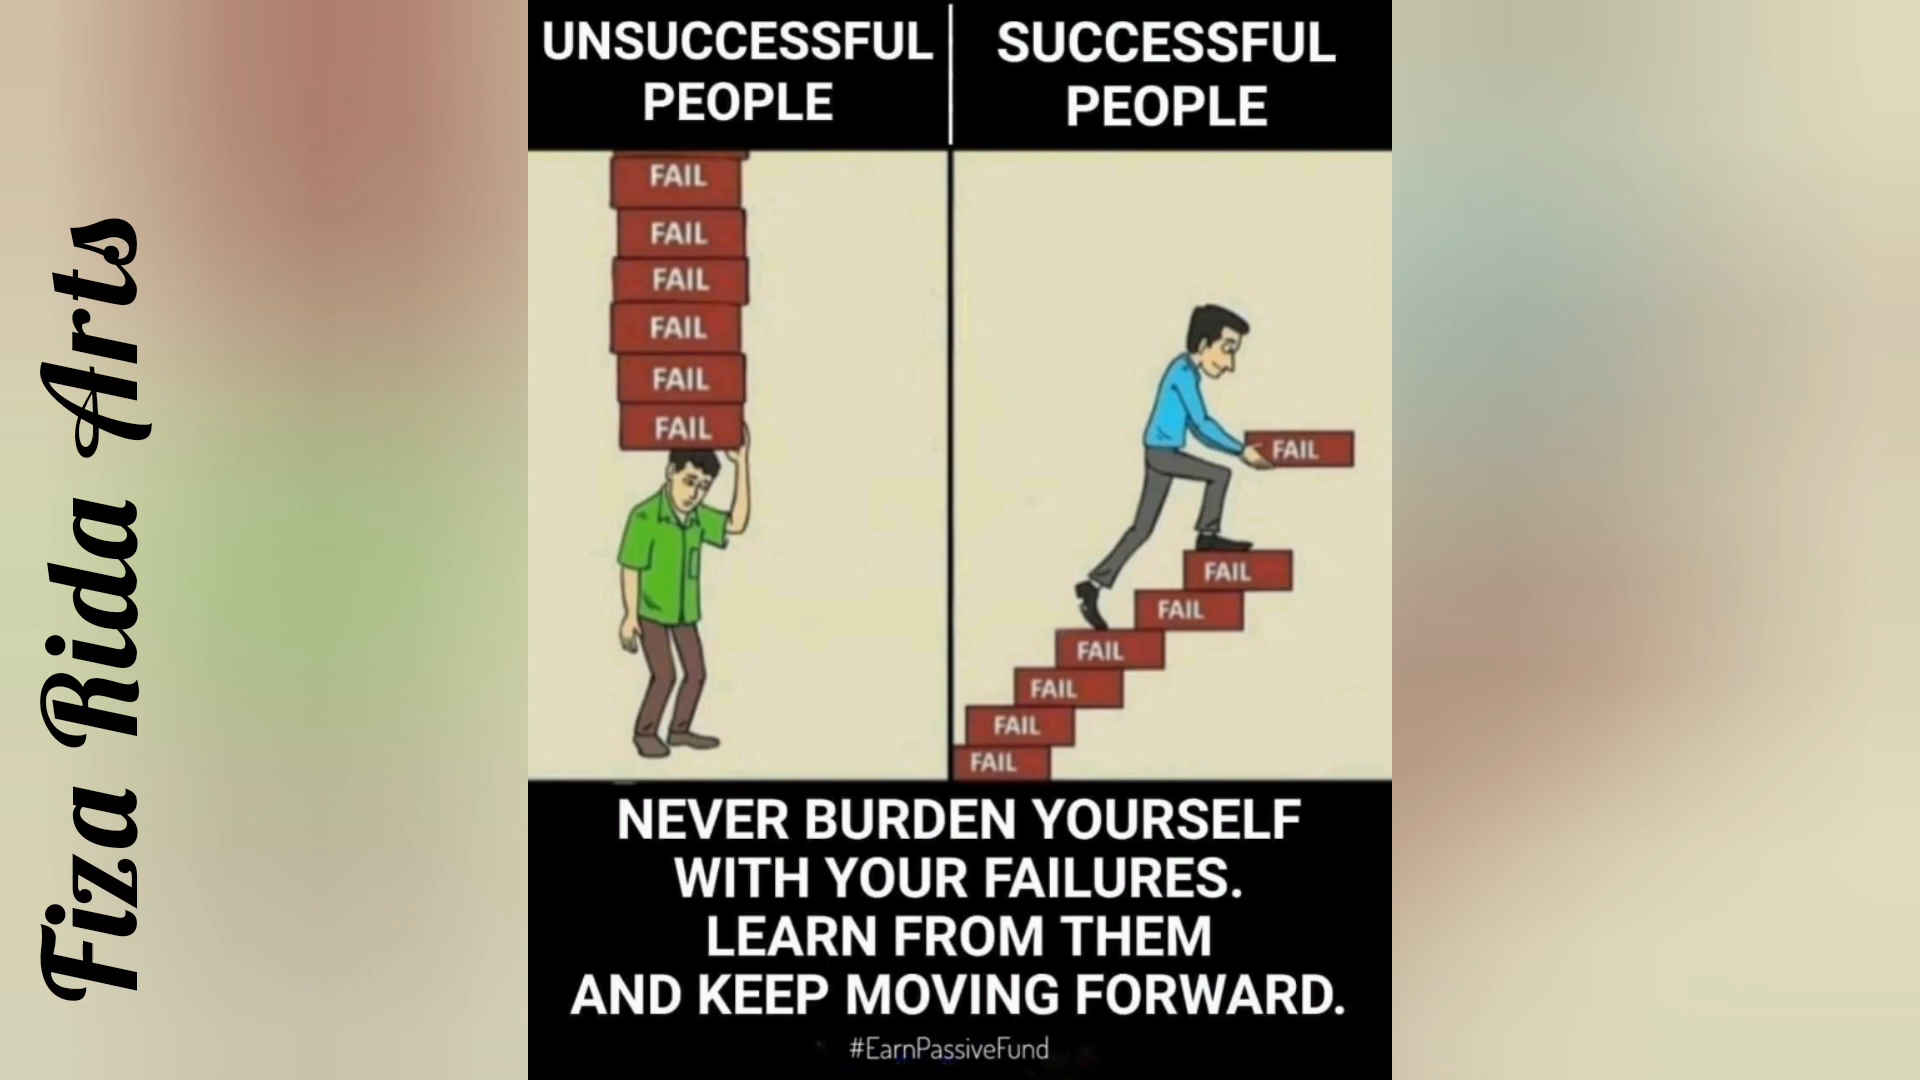 Fiza Rida Arts
UNSUCCESSFUL
PEOPLE
SUCCESSFUL
PEOPLE
FAIL
FAIL
FAIL
FAIL
FAIL
FAIL
FAIL
FAIL
FAIL
FAIL
FAIL
FAIL
FAIL
NEVER BURDEN YOURSELF
WITH YOUR FAILURES.
LEARN FROM THEM
AND KEEP MOVING FORWARD.
#EarnPassiveFund